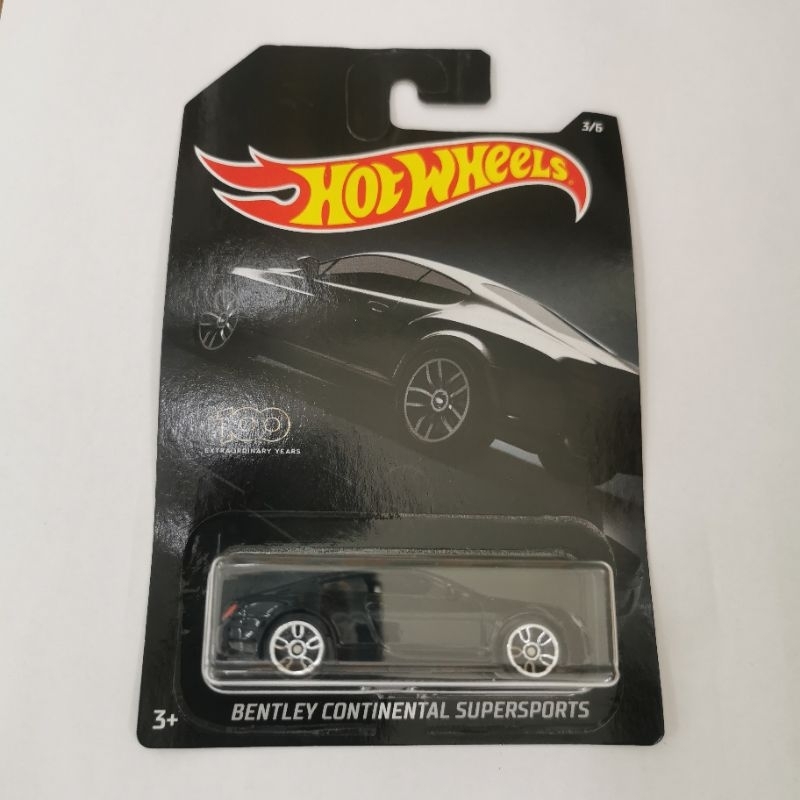 3/6
Hot Wheels
100
EXTRAORDINARY YEARS
3+
BENTLEY CONTINENTAL SUPERSPORTS